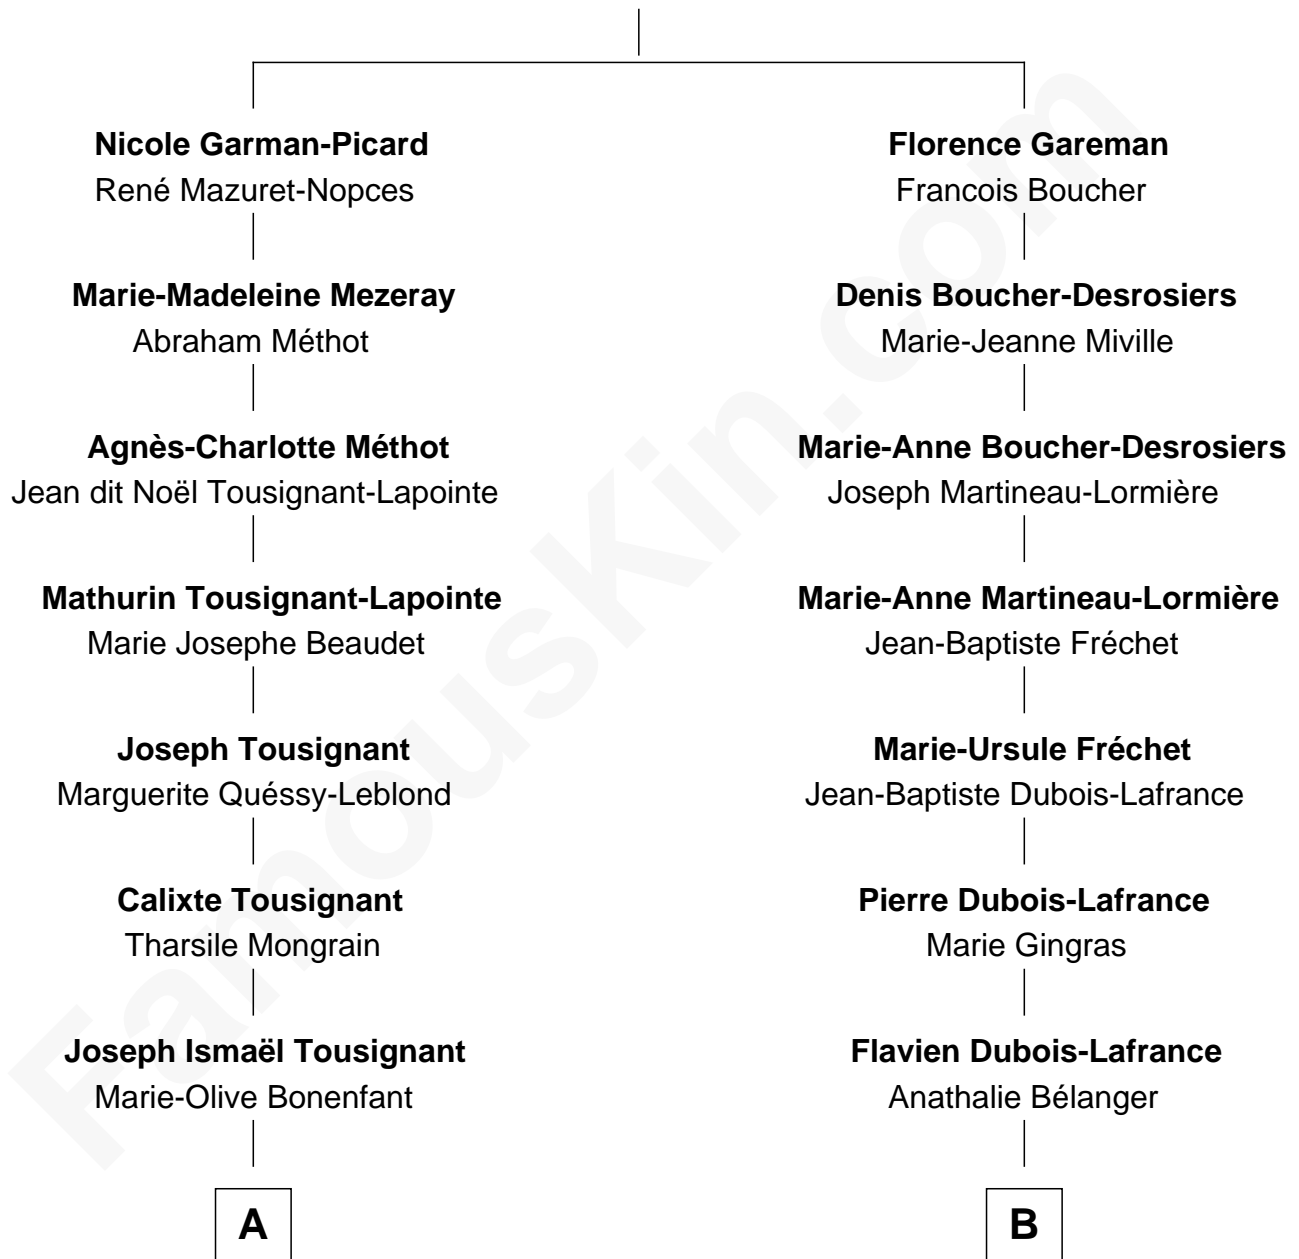 Nicole Garman-Picard
René Mazuret-Nopces
Marie-Madeleine Mezeray
Abraham Méthot
Agnès-Charlotte Méthot
Jean dit Noël Tousignant-Lapointe
Mathurin Tousignant-Lapointe
Marie Josephe Beaudet
Joseph Tousignant
Marguerite Quéssy-Leblond
Calixte Tousignant
Tharsile Mongrain
Joseph Ismaël Tousignant
Marie-Olive Bonenfant
A
Florence Gareman
Francois Boucher
Denis Boucher-Desrosiers
Marie-Jeanne Miville
Marie-Anne Boucher-Desrosiers
Joseph Martineau-Lormière
Marie-Anne Martineau-Lormière
Jean-Baptiste Fréchet
Marie-Ursule Fréchet
Jean-Baptiste Dubois-Lafrance
Pierre Dubois-Lafrance
Marie Gingras
Flavien Dubois-Lafrance
Anathalie Bélanger
B
FamousKin.com